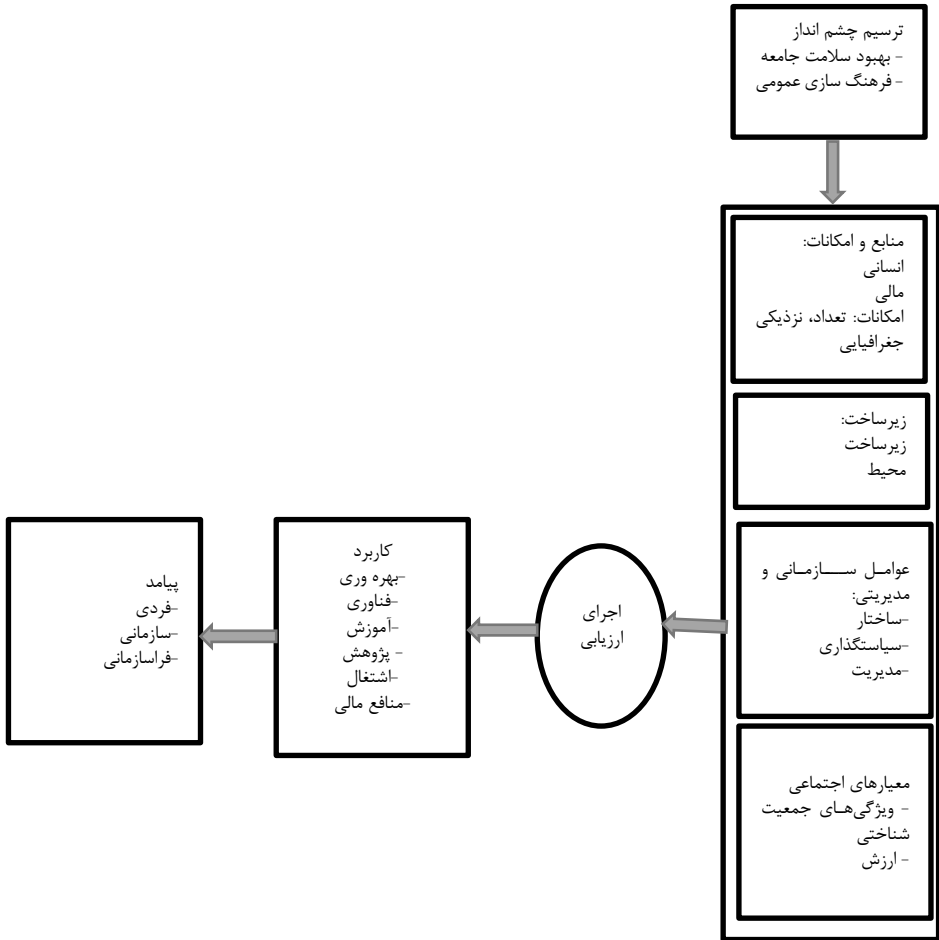 ترسیم چشم انداز
- بهبود سلامت جامعه
- فرهنگ سازی عمومی
منابع و امکانات:
انسانی
مالی
امکانات: تعداد، نزذیکی
جغرافیایی
زیرساخت:
زیرساخت
محیط
عوامل سازمانی و
مدیریتی:
-ساختار
-سیاستگذاری
-مدیریت
معیارهای اجتماعی
- ویژگی‌های جمعیت
شناختی
- ارزش
اجرای
ارزیابی
کاربرد
-بهره وری
-فناوری
-آموزش
- پژوهش
-اشتغال
-منافع مالی
پیامد
-فردی
-سازمانی
-فراسازمانی